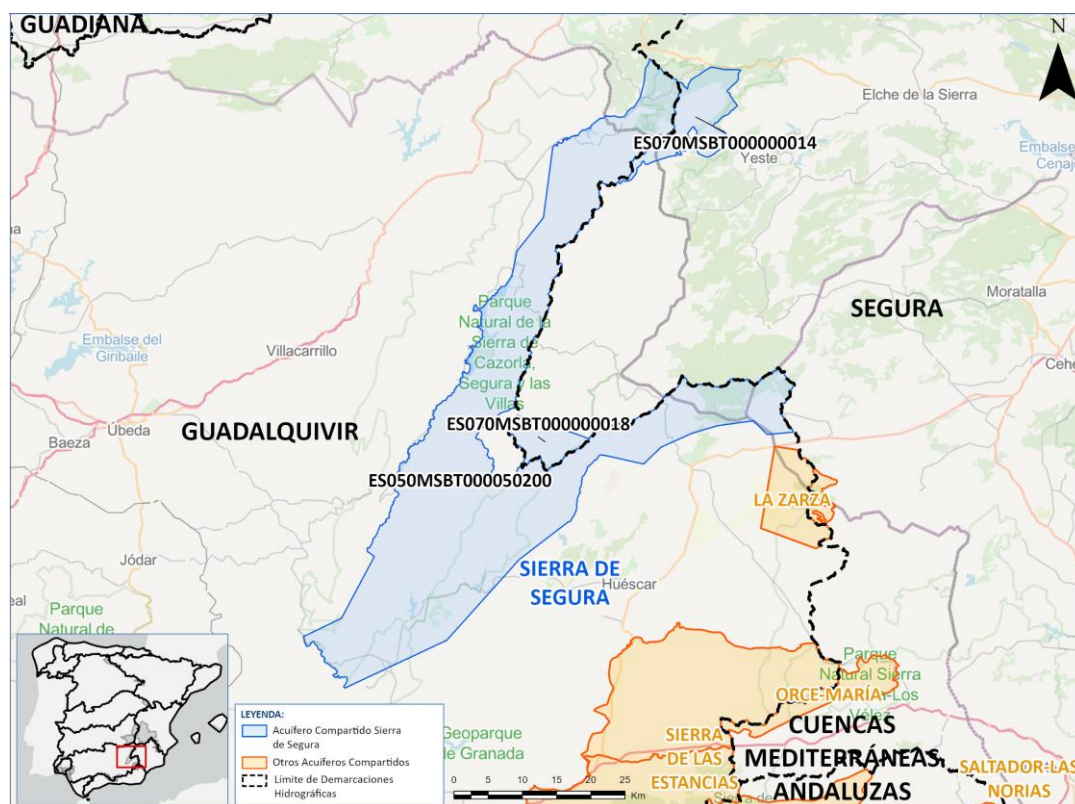 GUADIANA
N
Elche de la Sierra
ES070MSBT000000014
Yeste
Embalse del
Cenaj
Parque
Natural de la
Sierra de
Cazorla,
Segura y las
Villas
SEGURA
Moratalla
Embalse del
Giribaile
Villacarrillo
Cehe
Úbeda
Baeza
GUADALQUIVIR
ES070MSBT000000018
ES050MSBT000050200
LA ZARZA
Jódar
SIERRA DE
SEGURA
Huéscar
eal
Parque
Natural de
Parque
Natural Sierra
ORCE-MARÍA
-Los
Vélez
CUENCAS
MEDITERRÁNEAS
ANDALUZAS
SIERRA
DE LAS
ESTANCIAS
SALTADOR-LAS
NORIAS
Geoparque
de Granada
LEYENDA:
Acuífero Compartido Sierra
de Segura
Otros Acuíferos Compartidos
Límite de Demarcaciones
Hidrográficas
0 5 10 15 20 25
Km